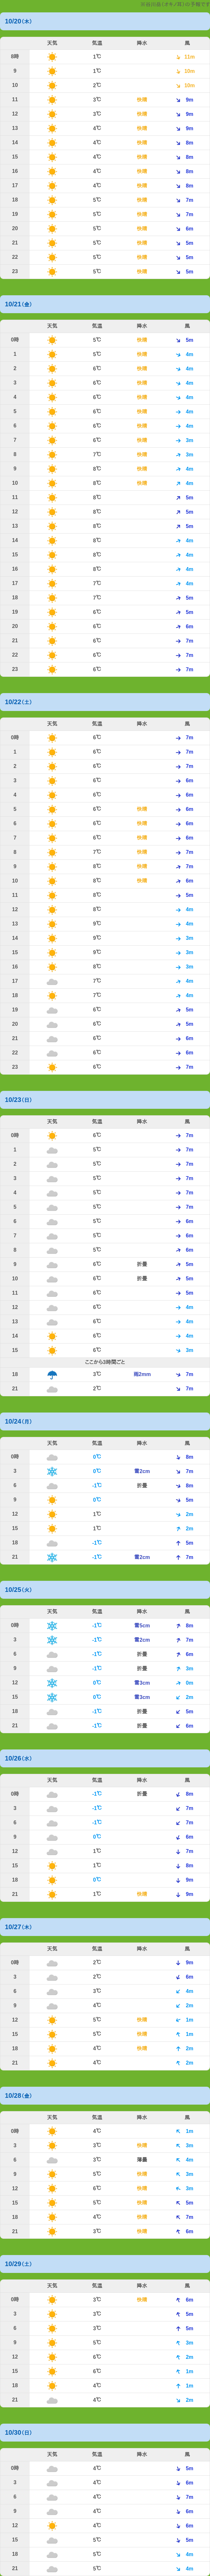 10/20(木)
天気 気温 降水 風
8時 1℃ 11m
9 1℃ 10m
10 2℃ 10m
11 3℃ 快晴 9m
12 3℃ 快晴 9m
13 4℃ 快晴 9m
14 4℃ 快晴 8m
15 4℃ 快晴 8m
16 4℃ 快晴 8m
17 4℃ 快晴 8m
18 5℃ 快晴 7m
19 5℃ 快晴 7m
20 5℃ 快晴 6m
21 5℃ 快晴 5m
22 5℃ 快晴 5m
23 5℃ 快晴 5m
10/21(金)
天気 気温 降水 風
0時 5℃ 快晴 5m
1 5℃ 快晴 4m
2 6℃ 快晴 4m
3 6℃ 快晴 4m
4 6℃ 快晴 4m
5 6℃ 快晴 4m
6 6℃ 快晴 4m
7 6℃ 快晴 3m
8 7℃ 快晴 3m
9 8℃ 快晴 4m
10 8℃ 快晴 4m
11 8℃ 5m
12 8℃ 5m
13 8℃ 5m
14 8℃ 4m
15 8℃ 4m
16 8℃ 4m
17 7℃ 4m
18 7℃ 5m
19 6℃ 5m
20 6℃ 6m
21 6℃ 7m
22 6℃ 7m
23 6℃ 7m
10/22(土)
天気 気温 降水 風
0時 6℃ 7m
1 6℃ 7m
2 6℃ 7m
3 6℃ 6m
4 6℃ 6m
5 6℃ 快晴 6m
6 6℃ 快晴 6m
7 6℃ 快晴 6m
8 7℃ 快晴 7m
9 8℃ 快晴 7m
10 8℃ 快晴 6m
11 8℃ 5m
12 8℃ 4m
13 9℃ 4m
14 9℃ 3m
15 9℃ 3m
16 8℃ 3m
17 7℃ 4m
18 7℃ 4m
19 6℃ 5m
20 6℃ 5m
21 6℃ 6m
22 6℃ 6m
23 6℃ 7m
10/23(日)
天気 気温 降水 風
0時 6℃ 7m
1 5℃ 7m
2 5℃ 7m
3 5℃ 7m
4 5℃ 7m
5 5℃ 7m
6 5℃ 6m
7 5℃ 6m
8 5℃ 6m
9 6℃ 折曇 5m
10 6℃ 折曇 5m
11 6℃ 5m
12 6℃ 4m
13 6℃ 4m
14 6℃ 4m
15 6℃ 3m
ここから3時間ごと
18 3℃ 雨2mm 7m
21 2℃ 7m
10/24(月)
天気 気温 降水 風
0時 0℃ 8m
3 0℃ 雪2cm 7m
6 -1℃ 折曇 8m
9 0℃ 5m
12 1℃ 2m
15 1℃ 2m
18 -1℃ 5m
21 -1℃ 雪2cm 7m
10/25(火)
天気 気温 降水 風
0時 -1℃ 雪5cm 8m
3 -1℃ 雪2cm 7m
6 -1℃ 折曇 6m
9 -1℃ 折曇 3m
12 0℃ 雪3cm 0m
15 0℃ 雪3cm 2m
18 -1℃ 折曇 5m
21 -1℃ 折曇 6m
10/26(水)
天気 気温 降水 風
0時 -1℃ 折曇 8m
3 -1℃ 7m
6 -1℃ 7m
9 0℃ 6m
12 1℃ 7m
15 1℃ 8m
18 0℃ 9m
21 1℃ 快晴 9m
10/27(木)
天気 気温 降水 風
0時 2℃ 9m
3 2℃ 6m
6 3℃ 4m
9 4℃ 2m
12 5℃ 快晴 1m
15 5℃ 快晴 1m
18 4℃ 快晴 2m
21 4℃ 2m
10/28(金)
天気 気温 降水 風
0時 4℃ 1m
3 3℃ 快晴 3m
6 3℃ 薄曇 4m
9 5℃ 快晴 3m
12 6℃ 快晴 3m
15 5℃ 快晴 5m
18 4℃ 快晴 7m
21 3℃ 快晴 6m
10/29(土)
天気 気温 降水 風
0時 3℃ 快晴 6m
3 3℃ 5m
6 3℃ 5m
9 5℃ 3m
12 6℃ 2m
15 6℃ 1m
18 4℃ 1m
21 4℃ 2m
10/30(日)
天気 気温 降水 風
0時 4℃ 5m
3 4℃ 6m
6 4℃ 7m
9 4℃ 6m
12 4℃ 6m
15 5℃ 5m
18 5℃ 4m
21 5℃ 4m